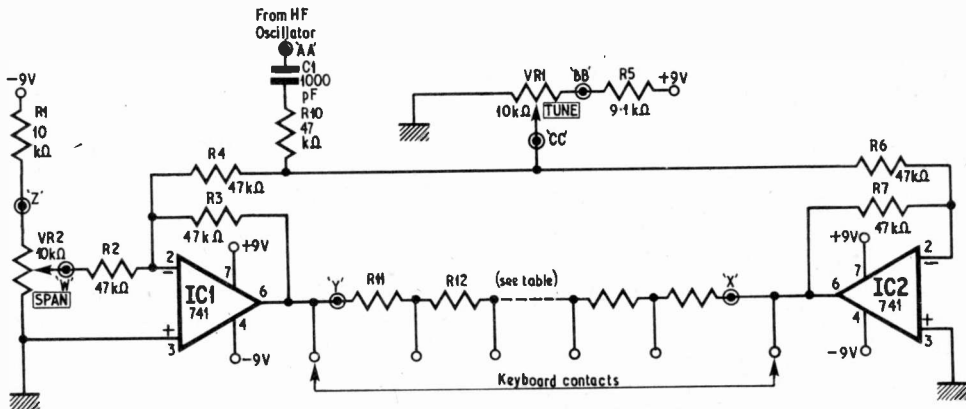 From HF
Oscillator
'AA'
C1
1000
pF
R10
47
kΩ
-9V
R1
10
kΩ
'Z'
VR2
10kΩ
SPAN
'W'
R2
47kΩ
R4
47kΩ
R3
47kΩ
+9V
2
-
7
IC1
741
6
+
3
4
-9V
VR1
10kΩ
TUNE
'BB'
R5
9·1kΩ
+9V
'CC'
'Y'
R11
R12
(see table)
'X'
Keyboard contacts
R6
47kΩ
R7
47kΩ
+9V
7
2
-
6
IC2
741
4
+
3
-9V